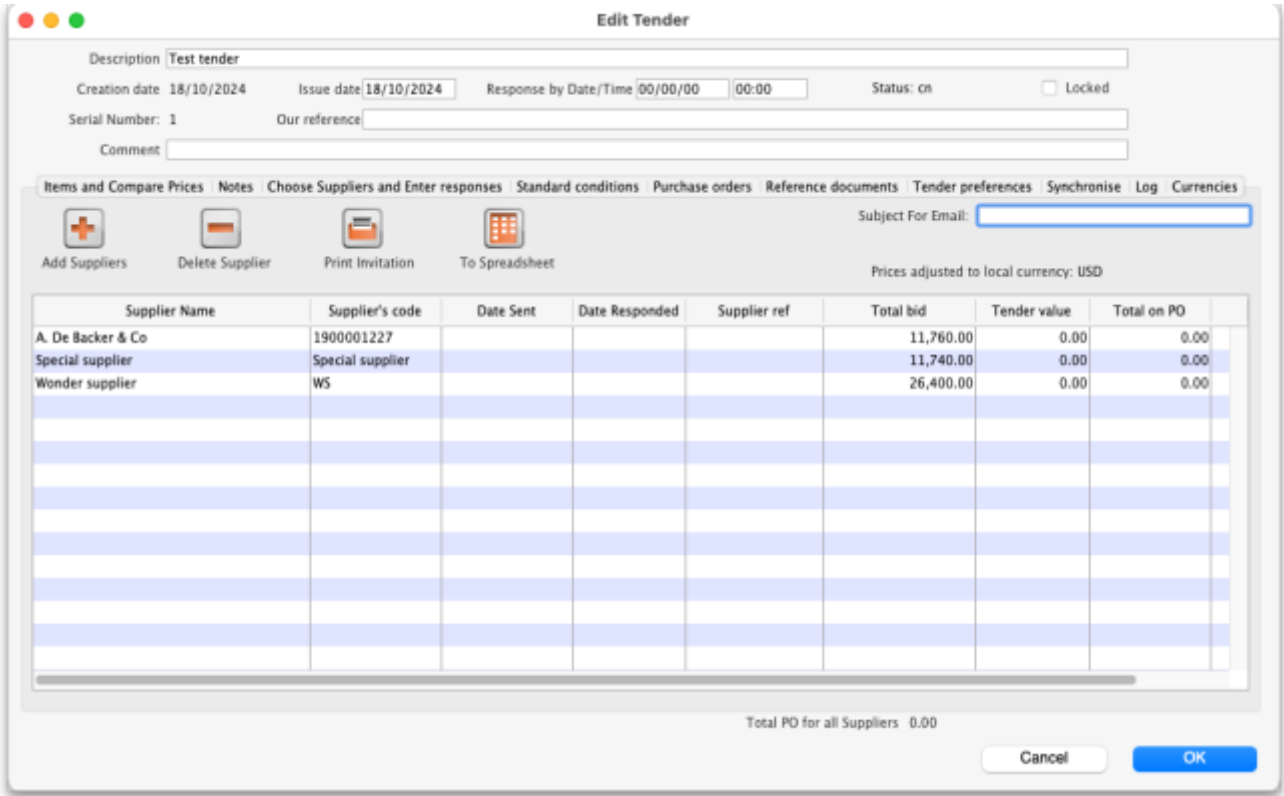 Edit Tender
Description Test tender
Creation date 18/10/2024 Issue date 18/10/2024 Response by Date/Time 00/00/00 00:00 Status: cn Locked
Serial Number: 1 Our reference
Comment
Items and Compare Prices Notes Choose Suppliers and Enter responses Standard conditions Purchase orders Reference documents Tender preferences Synchronise Log Currencies
Subject For Email:
Add Suppliers Delete Supplier Print Invitation To Spreadsheet
Prices adjusted to local currency: USD
Supplier Name Supplier's code Date Sent Date Responded Supplier ref Total bid Tender value Total on PO
A. De Backer & Co 1900001227 11,760.00 0.00 0.00
Special supplier Special supplier 11,740.00 0.00 0.00
Wonder supplier WS 26,400.00 0.00 0.00
Total PO for all Suppliers 0.00
Cancel OK